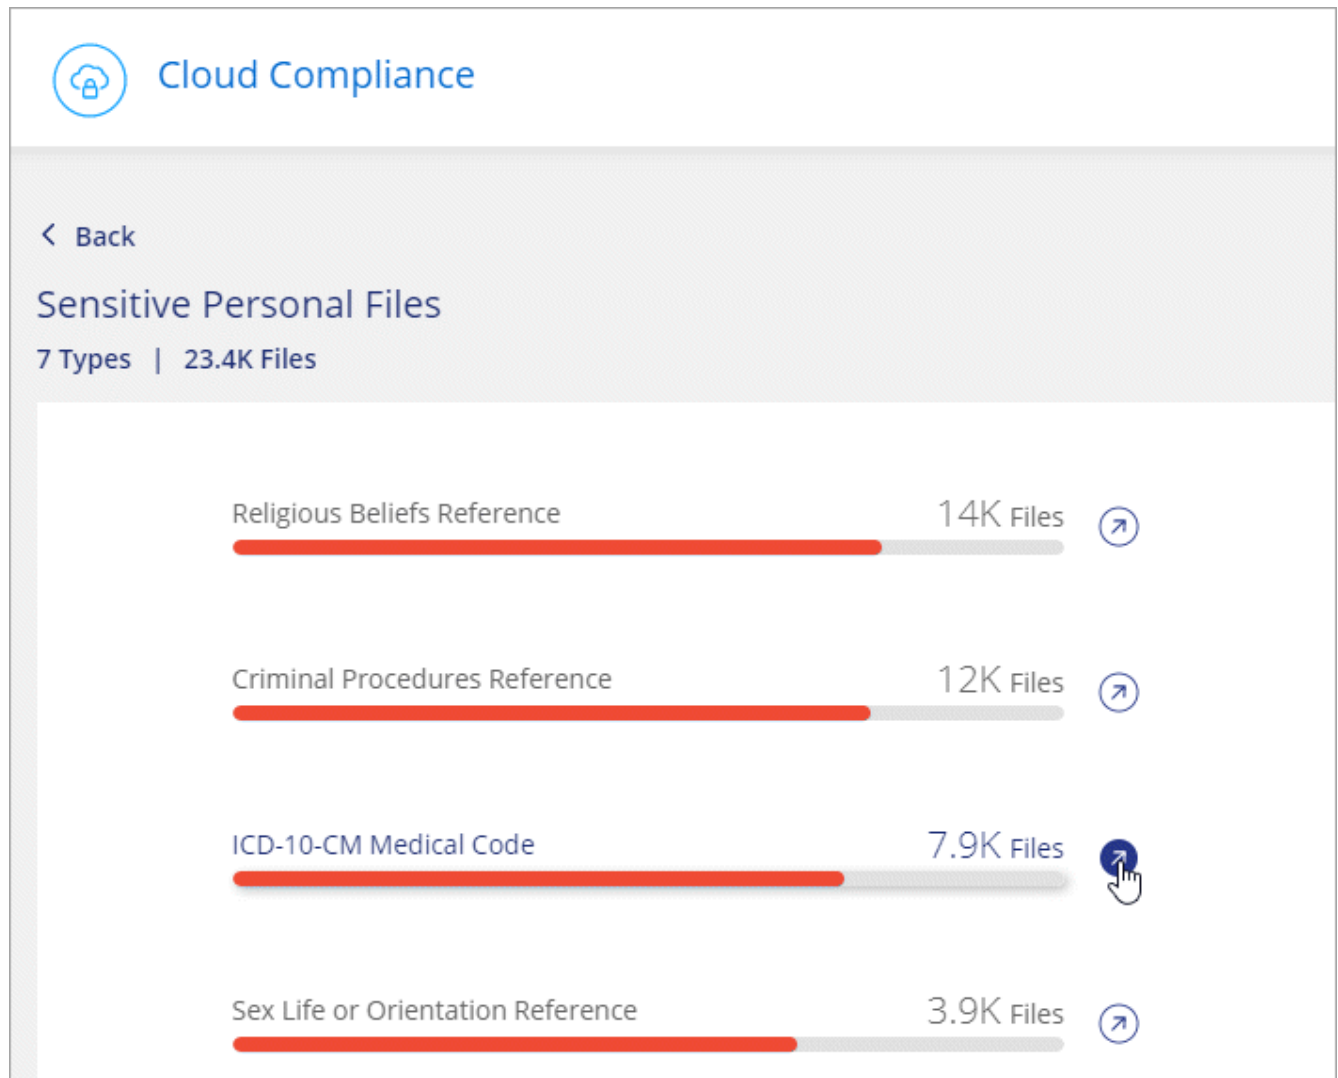 Cloud Compliance
Back
Sensitive Personal Files
7 Types | 23.4K Files
Religious Beliefs Reference 14K Files
Criminal Procedures Reference 12K Files
ICD-10-CM Medical Code 7.9K Files
Sex Life or Orientation Reference 3.9K Files